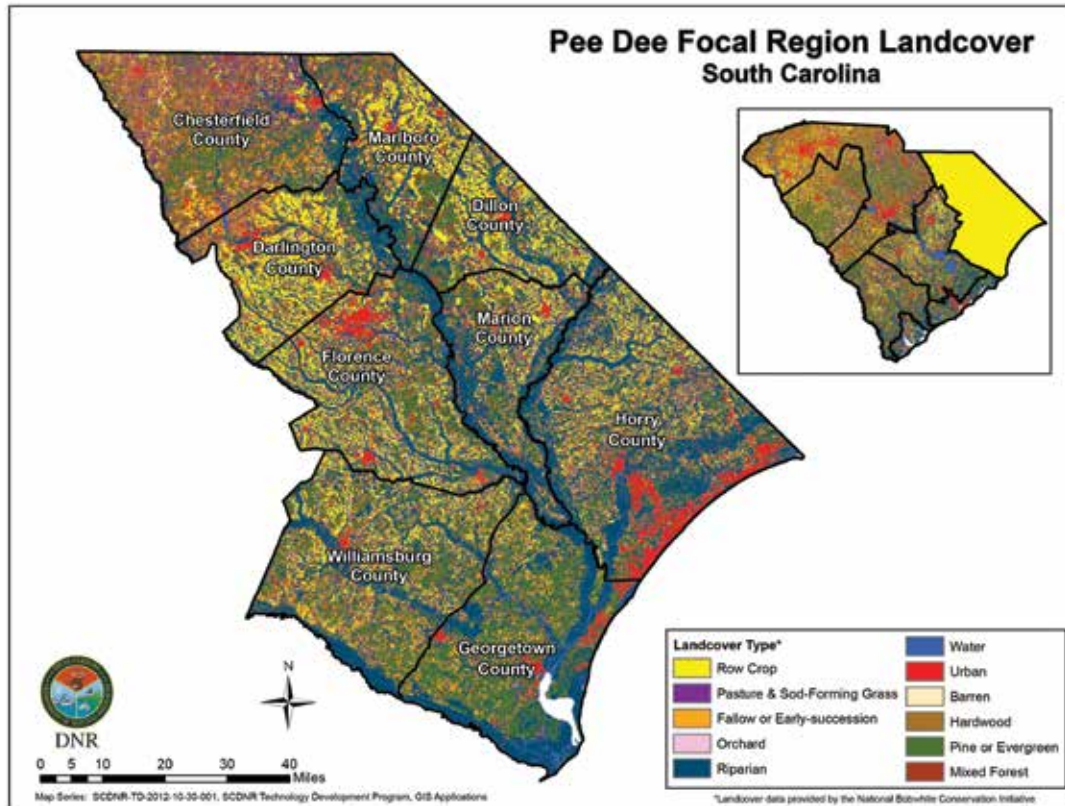 Pee Dee Focal Region Landcover
South Carolina
Chesterfield
County
Marlboro
County
Dillon
County
Darlington
County
Marion
County
Florence
County
Horry
County
Williamsburg
County
Georgetown
County
N
DNR
0 5 10 20 30 40
Miles
Landcover Type*
Row Crop
Pasture & Sod-Forming Grass
Fallow or Early-succession
Orchard
Riparian
Water
Urban
Barren
Hardwood
Pine or Evergreen
Mixed Forest
Map Series: SCDNR-TD-2012-10-30-001, SCDNR Technology Development Program, GIS Applications
*Landcover data provided by the National Bobwhite Conservation Initiative